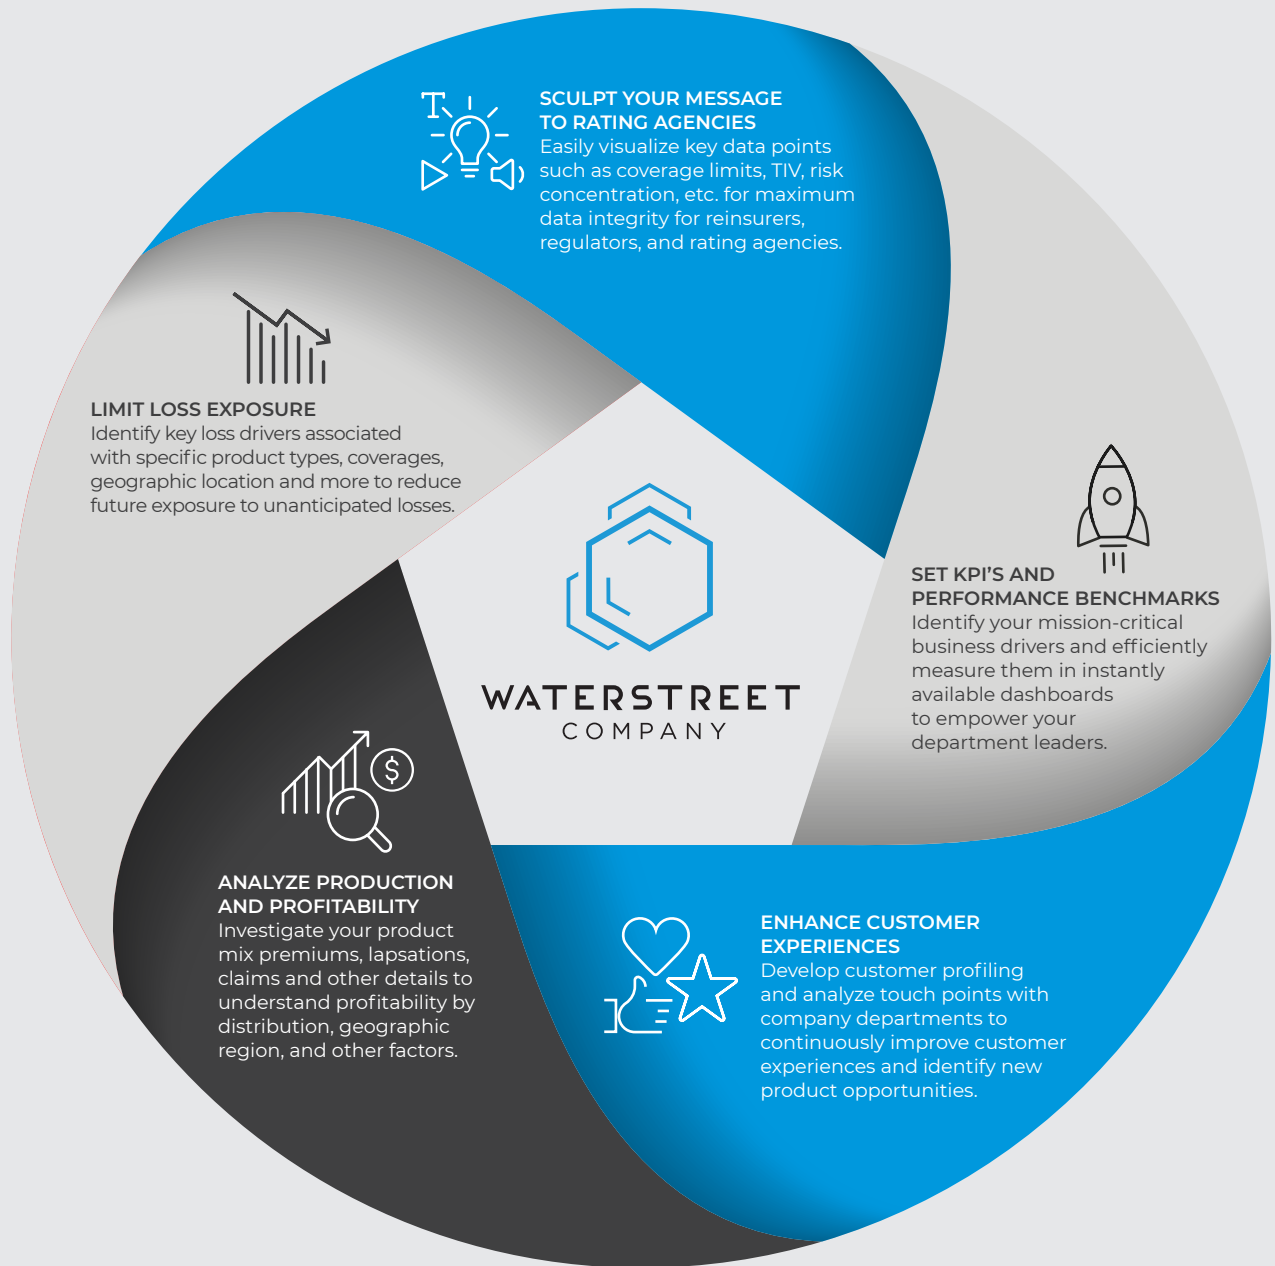 SCULPT YOUR MESSAGE
TO RATING AGENCIES
Easily visualize key data points
such as coverage limits, TIV, risk
concentration, etc. for maximum
data integrity for reinsurers,
regulators, and rating agencies.
T
LIMIT LOSS EXPOSURE
Identify key loss drivers associated
with specific product types, coverages,
geographic location and more to reduce
future exposure to unanticipated losses.
SET KPI’S AND
PERFORMANCE BENCHMARKS
Identify your mission-critical
business drivers and efficiently
measure them in instantly
available dashboards
to empower your
department leaders.
WATERSTREET
COMPANY
$
ANALYZE PRODUCTION
AND PROFITABILITY
Investigate your product
mix premiums, lapsations,
claims and other details to
understand profitability by
distribution, geographic
region, and other factors.
ENHANCE CUSTOMER
EXPERIENCES
Develop customer profiling
and analyze touch points with
company departments to
continuously improve customer
experiences and identify new
product opportunities.